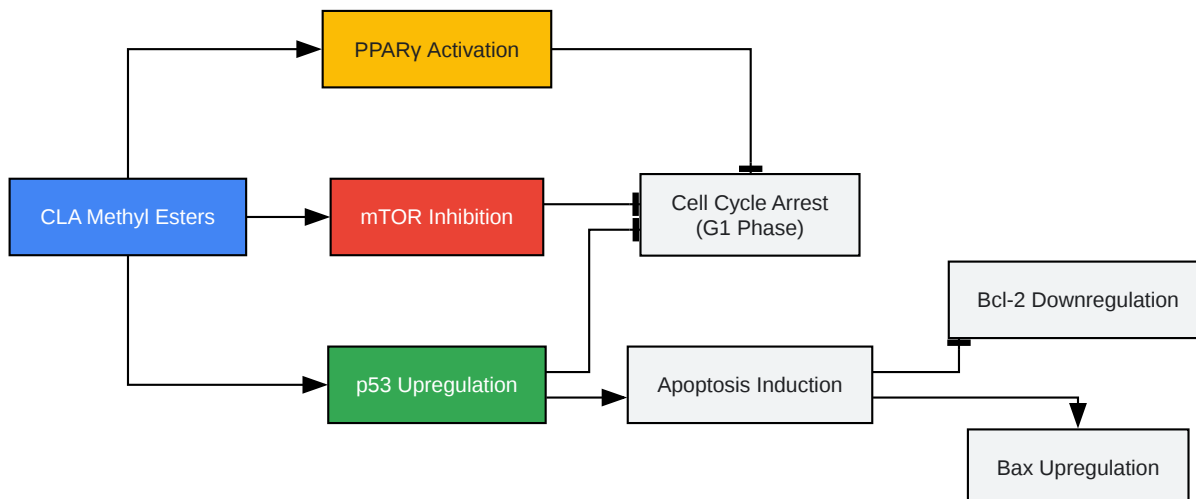 PPARγ Activation
CLA Methyl Esters
mTOR Inhibition
Cell Cycle Arrest
(G1 Phase)
Bcl-2 Downregulation
p53 Upregulation
Apoptosis Induction
Bax Upregulation